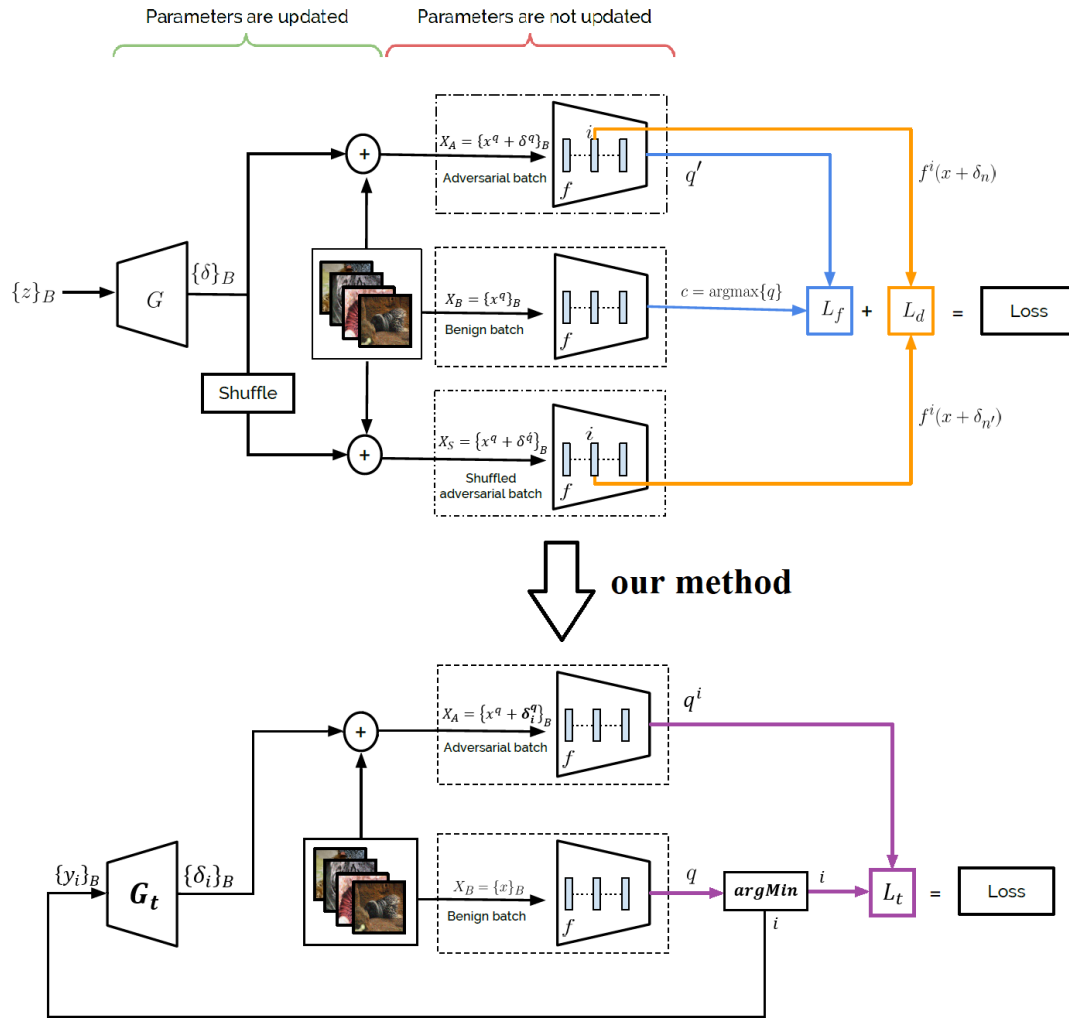 Parameters are updated
Parameters are not updated
X_A = {x^q + δ^q}_B
Adversarial batch
i
f
q′
f^i(x + δ_n)
{z}_B
G
{δ}_B
X_B = {x^q}_B
Benign batch
f
c = argmax{q}
L_f
+
L_d
=
Loss
Shuffle
+
+
X_S = {x^q + δ^q́}_B
Shuffled
adversarial batch
i
f
f^i(x + δ_{n′})
our method
X_A = {x^q + δ_i^q}_B
Adversarial batch
f
q^i
+
{y_i}_B
G_t
{δ_i}_B
X_B = {x}_B
Benign batch
f
q
argMin
i
i
L_t
=
Loss